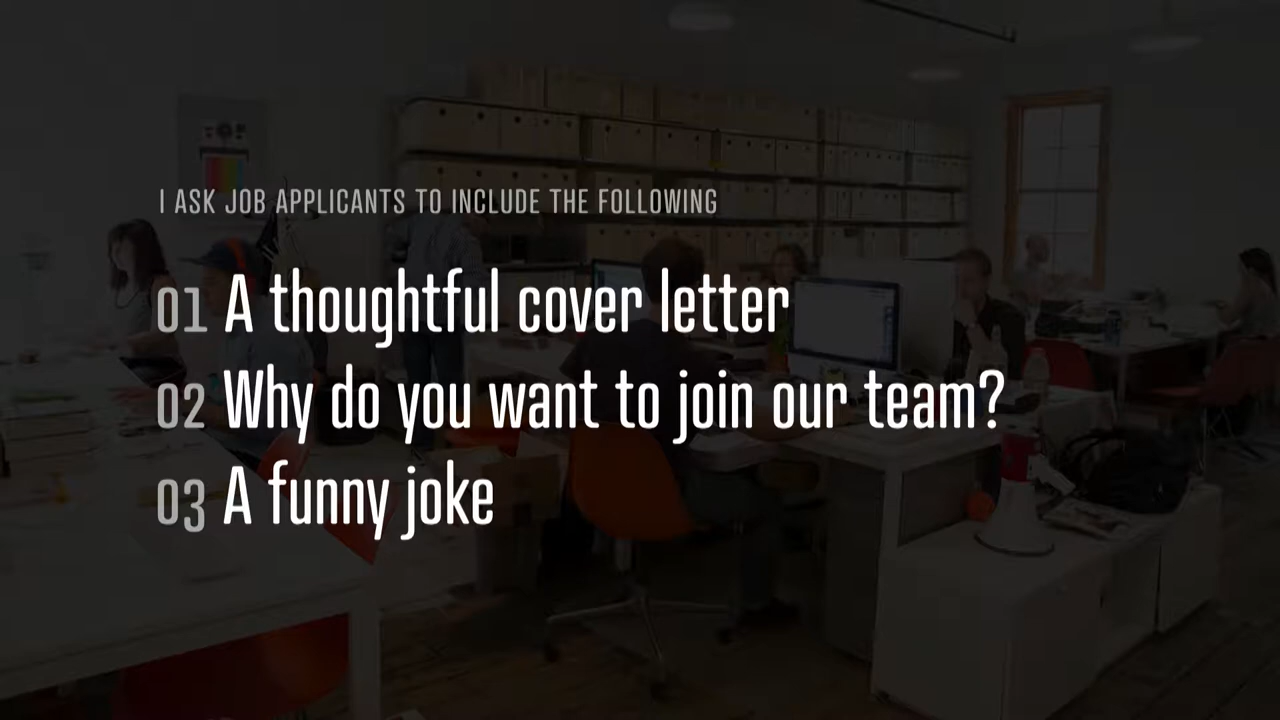 I ASK JOB APPLICANTS TO INCLUDE THE FOLLOWING
01 A thoughtful cover letter
02 Why do you want to join our team?
03 A funny joke